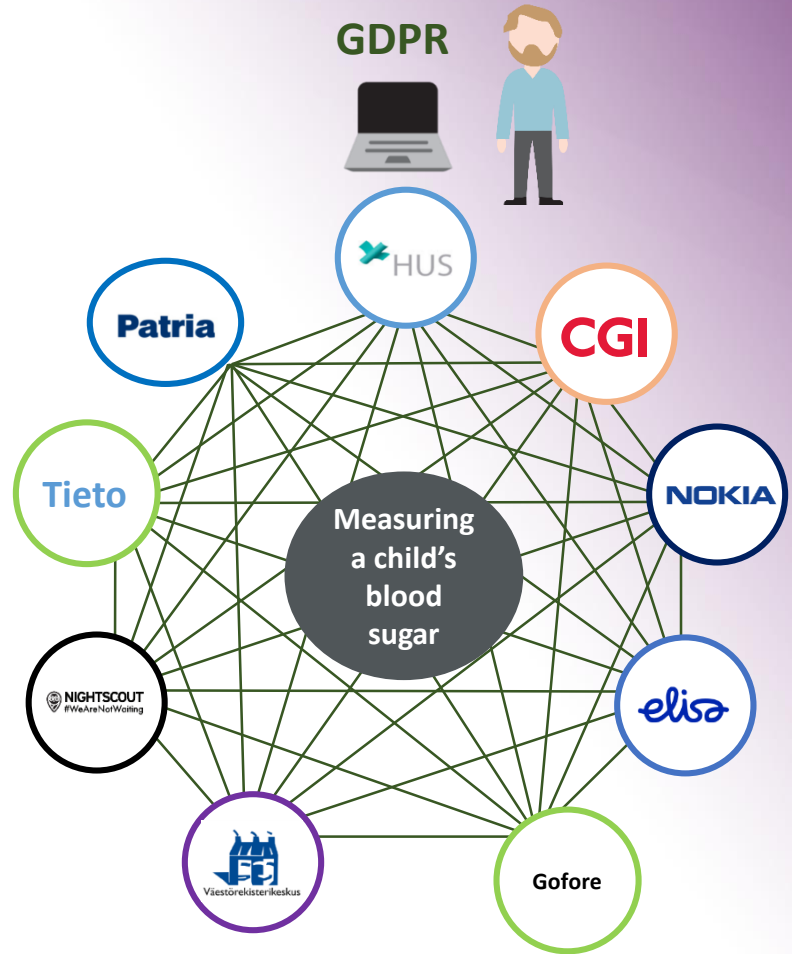 GDPR
HUS
Patria
CGI
Tieto
NOKIA
Measuring
a child's
blood
sugar
NIGHTSCOUT
#WeAreNotWaiting
elisa
Väestörekisterikeskus
Gofore